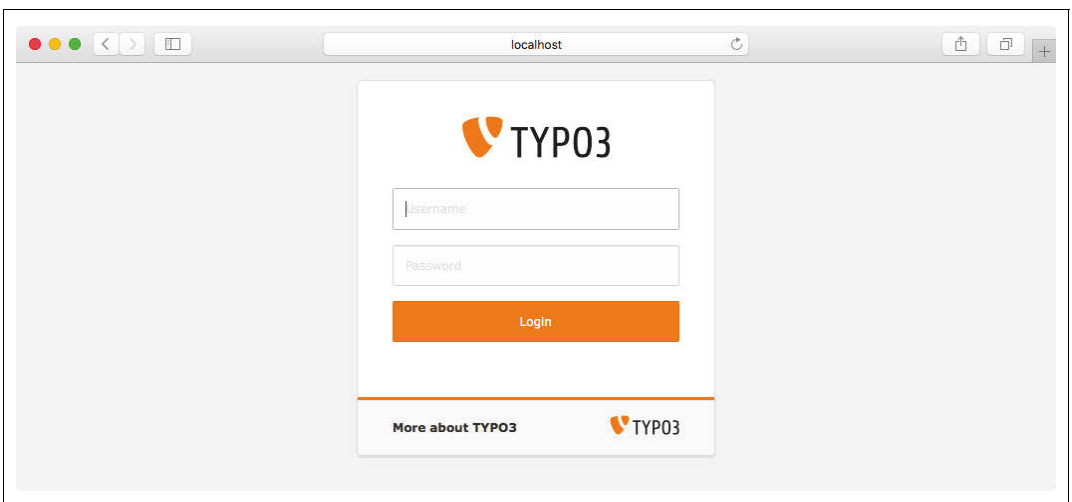 localhost
TYPO3
Username
Password
Login
More about TYPO3
TYPO3